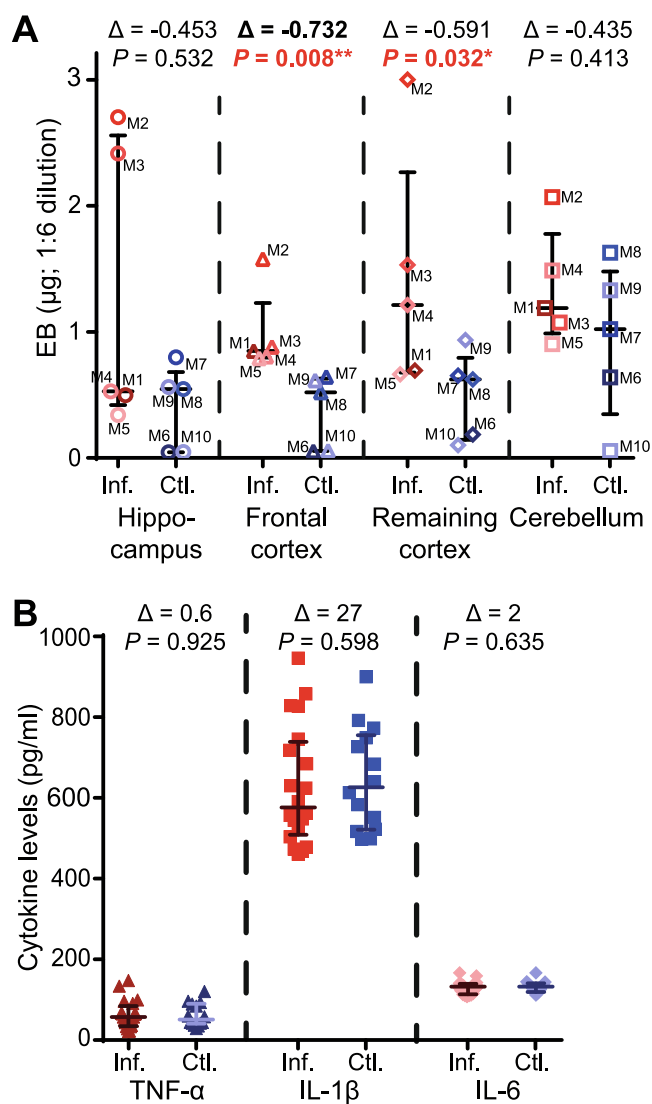 A
Δ = -0.453 Δ = -0.732 Δ = -0.591 Δ = -0.435
P = 0.532 P = 0.008** P = 0.032* P = 0.413
EB (µg; 1:6 dilution)
3
2
1
0
M2
M3
M4
M1
M5
M7
M9
M8
M6
M10
M2
M1
M3
M5
M4
M9
M7
M8
M6
M10
M2
M3
M4
M5
M1
M9
M7
M8
M10
M6
M2
M4
M1
M3
M5
M8
M9
M7
M6
M10
Inf. Ctl. Inf. Ctl. Inf. Ctl. Inf. Ctl.
Hippo- Frontal Remaining Cerebellum
campus cortex cortex
B
Δ = 0.6 Δ = 27 Δ = 2
P = 0.925 P = 0.598 P = 0.635
Cytokine levels (pg/ml)
1000
800
600
400
200
0
Inf. Ctl. Inf. Ctl. Inf. Ctl.
TNF-α IL-1β IL-6